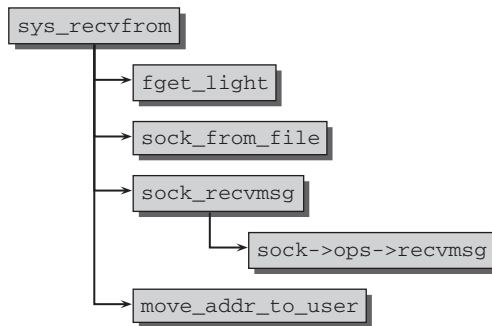 sys_recvfrom
fget_light
sock_from_file
sock_recvmsg
sock->ops->recvmsg
move_addr_to_user